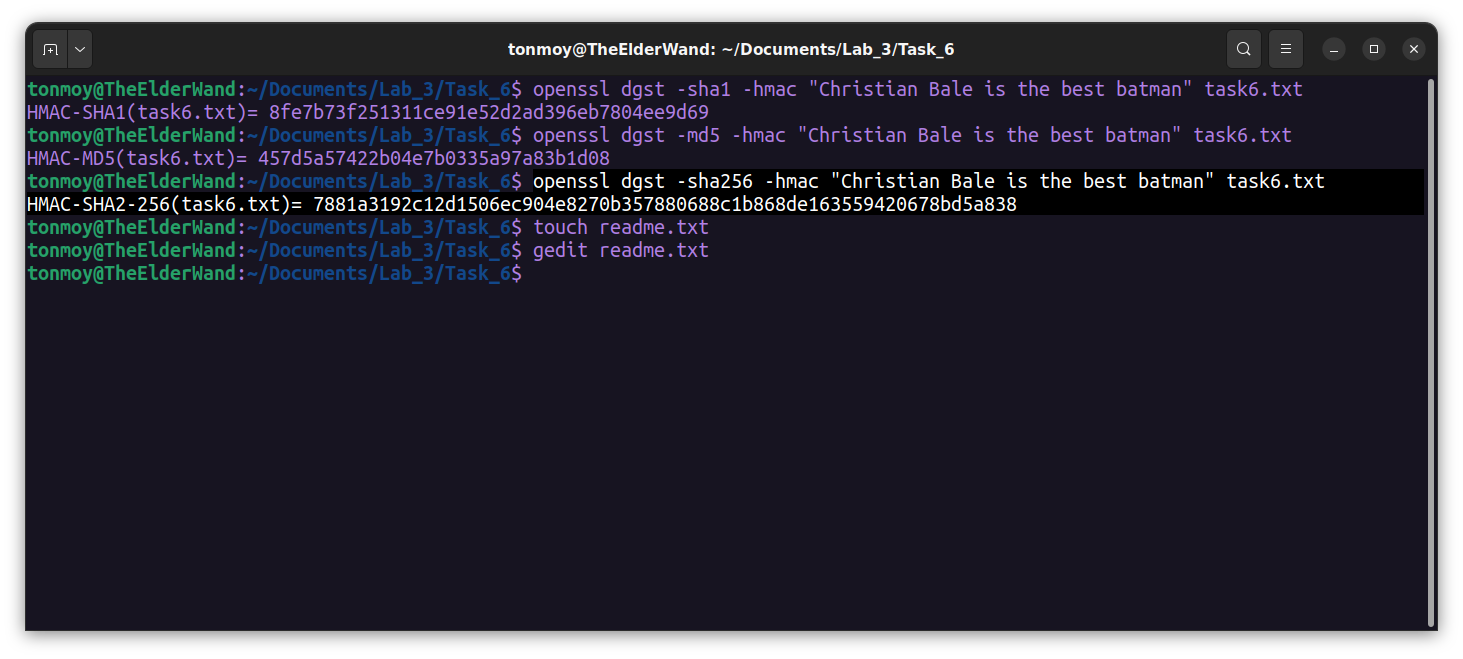 tonmoy@TheElderWand: ~/Documents/Lab_3/Task_6
tonmoy@TheElderWand:~/Documents/Lab_3/Task_6$ openssl dgst -sha1 -hmac "Christian Bale is the best batman" task6.txt
HMAC-SHA1(task6.txt)= 8fe7b73f251311ce91e52d2ad396eb7804ee9d69
tonmoy@TheElderWand:~/Documents/Lab_3/Task_6$ openssl dgst -md5 -hmac "Christian Bale is the best batman" task6.txt
HMAC-MD5(task6.txt)= 457d5a57422b04e7b0335a97a83b1d08
tonmoy@TheElderWand:~/Documents/Lab_3/Task_6$ openssl dgst -sha256 -hmac "Christian Bale is the best batman" task6.txt
HMAC-SHA2-256(task6.txt)= 7881a3192c12d1506ec904e8270b357880688c1b868de163559420678bd5a838
tonmoy@TheElderWand:~/Documents/Lab_3/Task_6$ touch readme.txt
tonmoy@TheElderWand:~/Documents/Lab_3/Task_6$ gedit readme.txt
tonmoy@TheElderWand:~/Documents/Lab_3/Task_6$